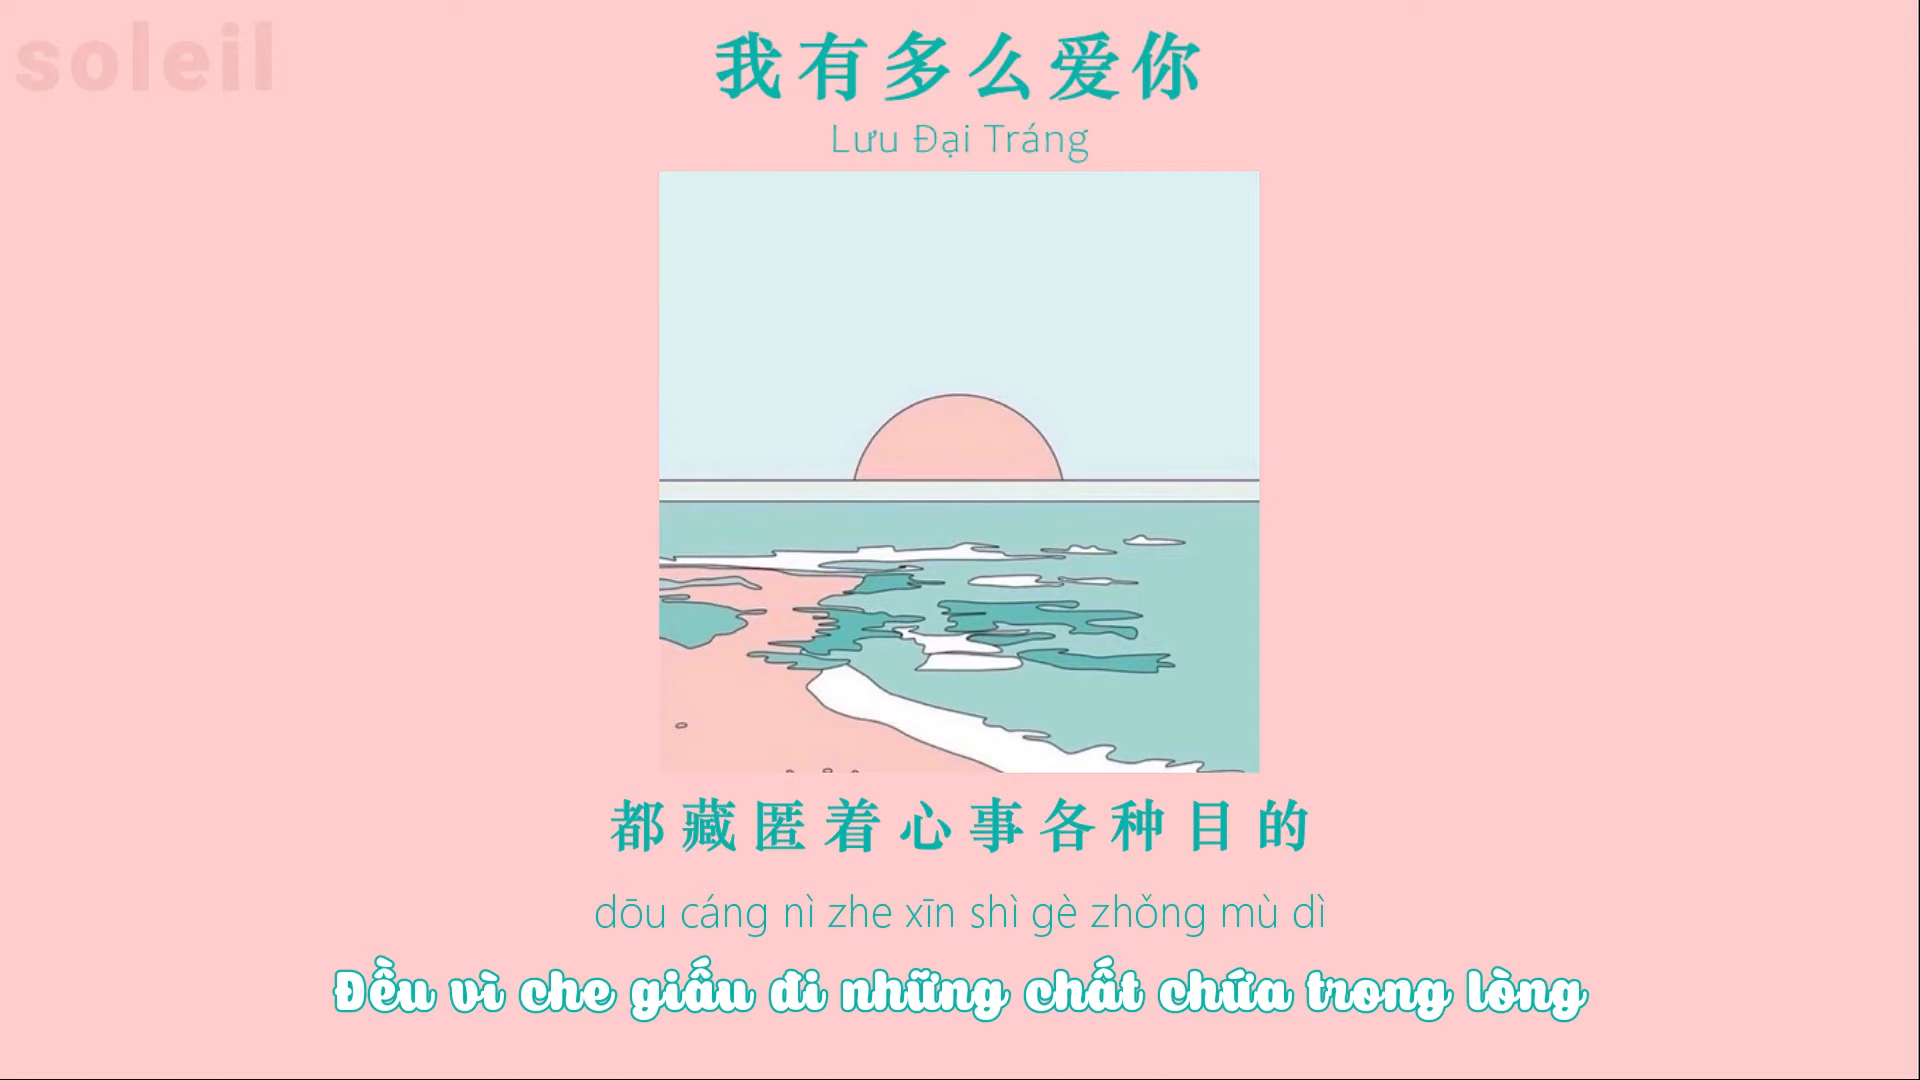 soleil
我有多么爱你
Lưu Đại Tráng
都藏匿着心事各种目的
dōu cáng nì zhe xīn shì gè zhǒng mù dì
Đều vì che giấu đi những chất chứa trong lòng